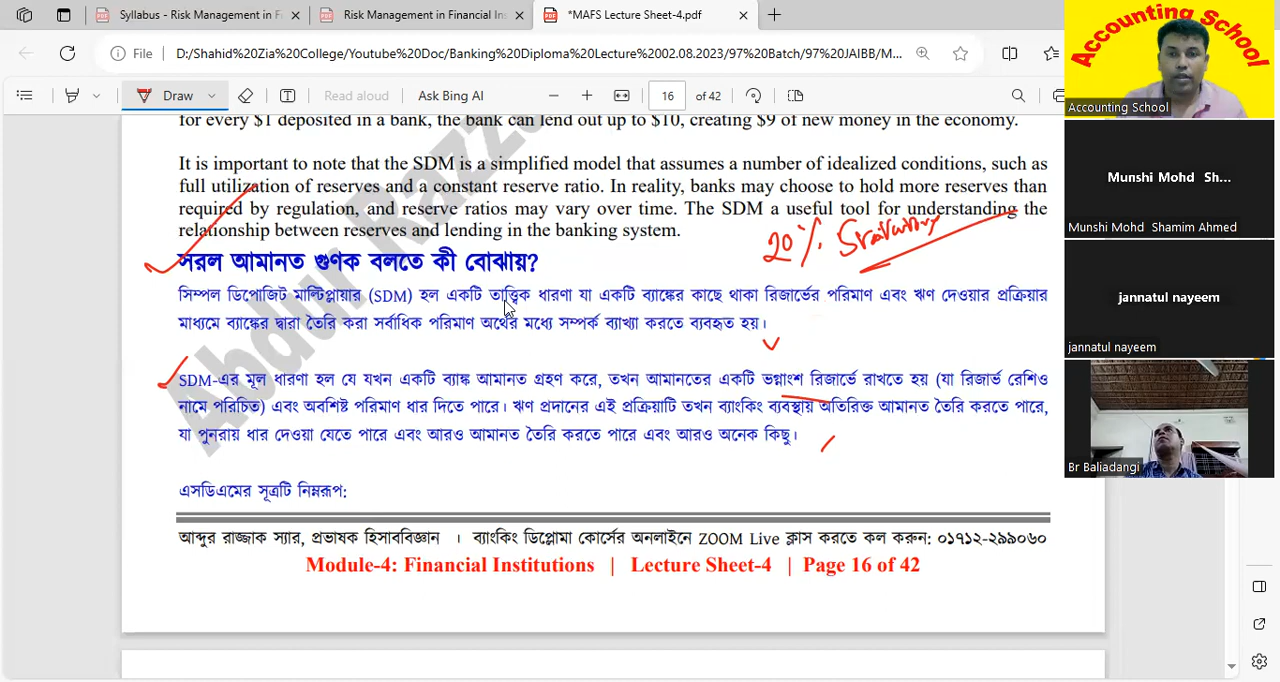 Syllabus - Risk Management in F
Risk Management in Financial Ins
*MAFS Lecture Sheet-4.pdf
File
D:/Shahid%20Zia%20College/Youtube%20Doc/Banking%20Diploma%20Lecture%2002.08.2023/97%20Batch/97%20JAIBB/M...
Draw
Read aloud
Ask Bing AI
16
of 42
for every $1 deposited in a bank, the bank can lend out up to $10, creating $9 of new money in the economy.
It is important to note that the SDM is a simplified model that assumes a number of idealized conditions, such as
full utilization of reserves and a constant reserve ratio. In reality, banks may choose to hold more reserves than
required by regulation, and reserve ratios may vary over time. The SDM a useful tool for understanding the
relationship between reserves and lending in the banking system.
20%
সরল আমানত গুণক বলতে কী বোঝায়?
সিম্পল ডিপোজিট মাল্টিপ্লায়ার (SDM) হল একটি তাত্ত্বিক ধারণা যা একটি ব্যাঙ্কের কাছে থাকা রিজার্ভের পরিমাণ এবং ঋণ দেওয়ার প্রক্রিয়ার
মাধ্যমে ব্যাঙ্কের দ্বারা তৈরি করা সর্বাধিক পরিমাণ অর্থের মধ্যে সম্পর্ক ব্যাখ্যা করতে ব্যবহৃত হয়।
SDM-এর মূল ধারণা হল যে যখন একটি ব্যাঙ্ক আমানত গ্রহণ করে, তখন আমানতের একটি ভগ্নাংশ রিজার্ভে রাখতে হয় (যা রিজার্ভ রেশিও
নামে পরিচিত) এবং অবশিষ্ট পরিমাণ ধার দিতে পারে। ঋণ প্রদানের এই প্রক্রিয়াটি তখন ব্যাংকিং ব্যবস্থায় অতিরিক্ত আমানত তৈরি করতে পারে,
যা পুনরায় ধার দেওয়া যেতে পারে এবং আরও আমানত তৈরি করতে পারে এবং আরও অনেক কিছু।
এসডিএমের সূত্রটি নিম্নরূপ:
আব্দুর রাজ্জাক স্যার, প্রভাষক হিসাববিজ্ঞান । ব্যাংকিং ডিপ্লোমা কোর্সের অনলাইনে ZOOM Live ক্লাস করতে কল করুন: ০১৭১২-২৯৯০৬০
Module-4: Financial Institutions | Lecture Sheet-4 | Page 16 of 42
Abdur Razz
Accounting School
Accounting School
Munshi Mohd Sh...
Munshi Mohd Shamim Ahmed
jannatul nayeem
jannatul nayeem
Br Baliadangi